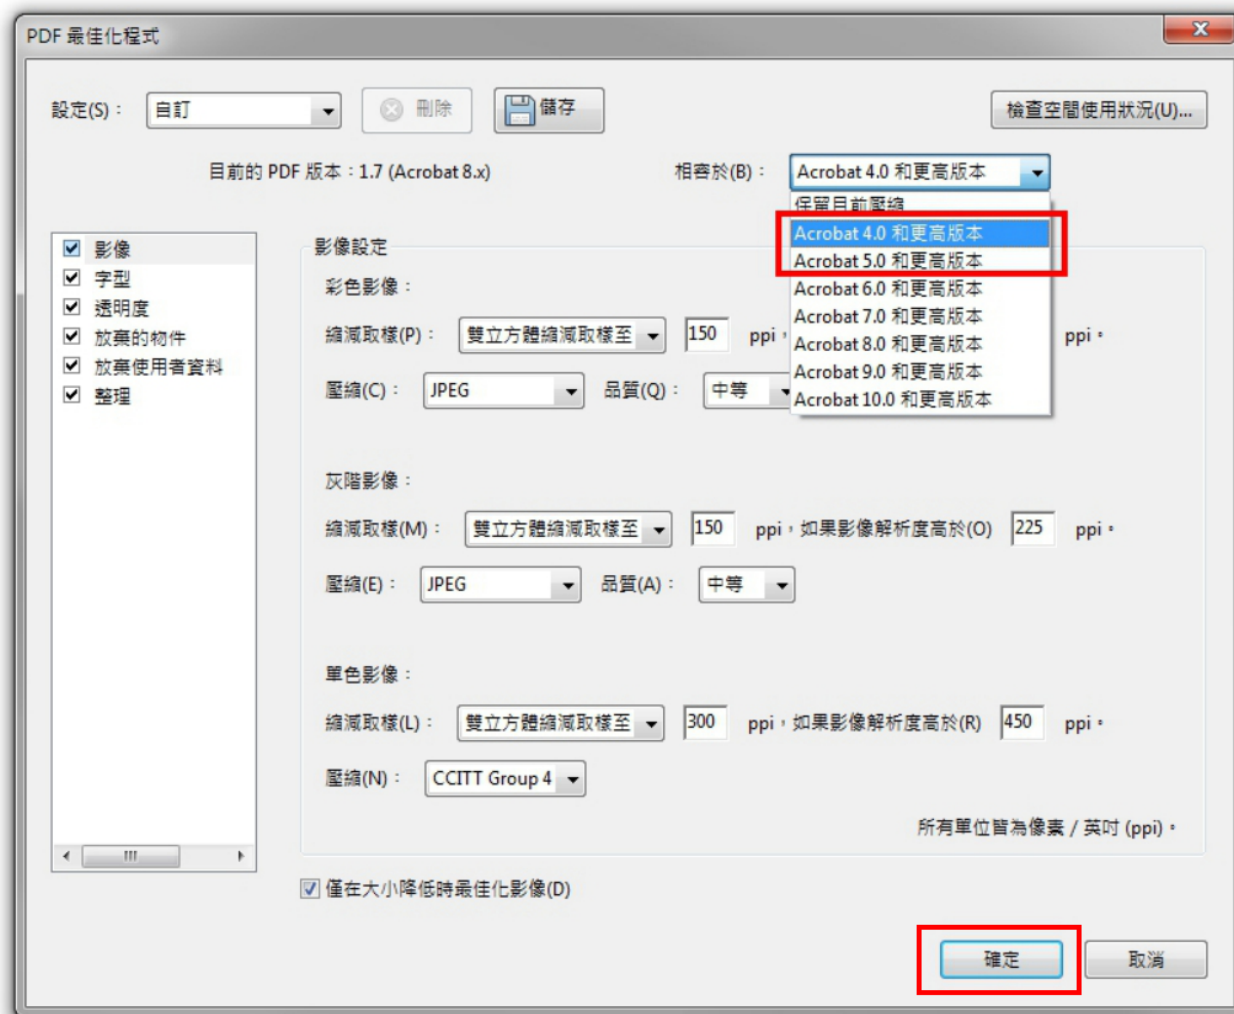 PDF 最佳化程式
設定(S)： 自訂 刪除 儲存 檢查空間使用狀況(U)...
目前的 PDF 版本：1.7 (Acrobat 8.x) 相容於(B)： Acrobat 4.0 和更高版本
保留目前壓縮
Acrobat 4.0 和更高版本
Acrobat 5.0 和更高版本
Acrobat 6.0 和更高版本
Acrobat 7.0 和更高版本
Acrobat 8.0 和更高版本
Acrobat 9.0 和更高版本
Acrobat 10.0 和更高版本
影像
字型
透明度
放棄的物件
放棄使用者資料
整理
影像設定
彩色影像：
縮減取樣(P)： 雙立方體縮減取樣至 150 ppi， ppi。
壓縮(C)： JPEG 品質(Q)： 中等
灰階影像：
縮減取樣(M)： 雙立方體縮減取樣至 150 ppi，如果影像解析度高於(O) 225 ppi。
壓縮(E)： JPEG 品質(A)： 中等
單色影像：
縮減取樣(L)： 雙立方體縮減取樣至 300 ppi，如果影像解析度高於(R) 450 ppi。
壓縮(N)： CCITT Group 4
所有單位皆為像素 / 英吋 (ppi)。
僅在大小降低時最佳化影像(D)
確定 取消